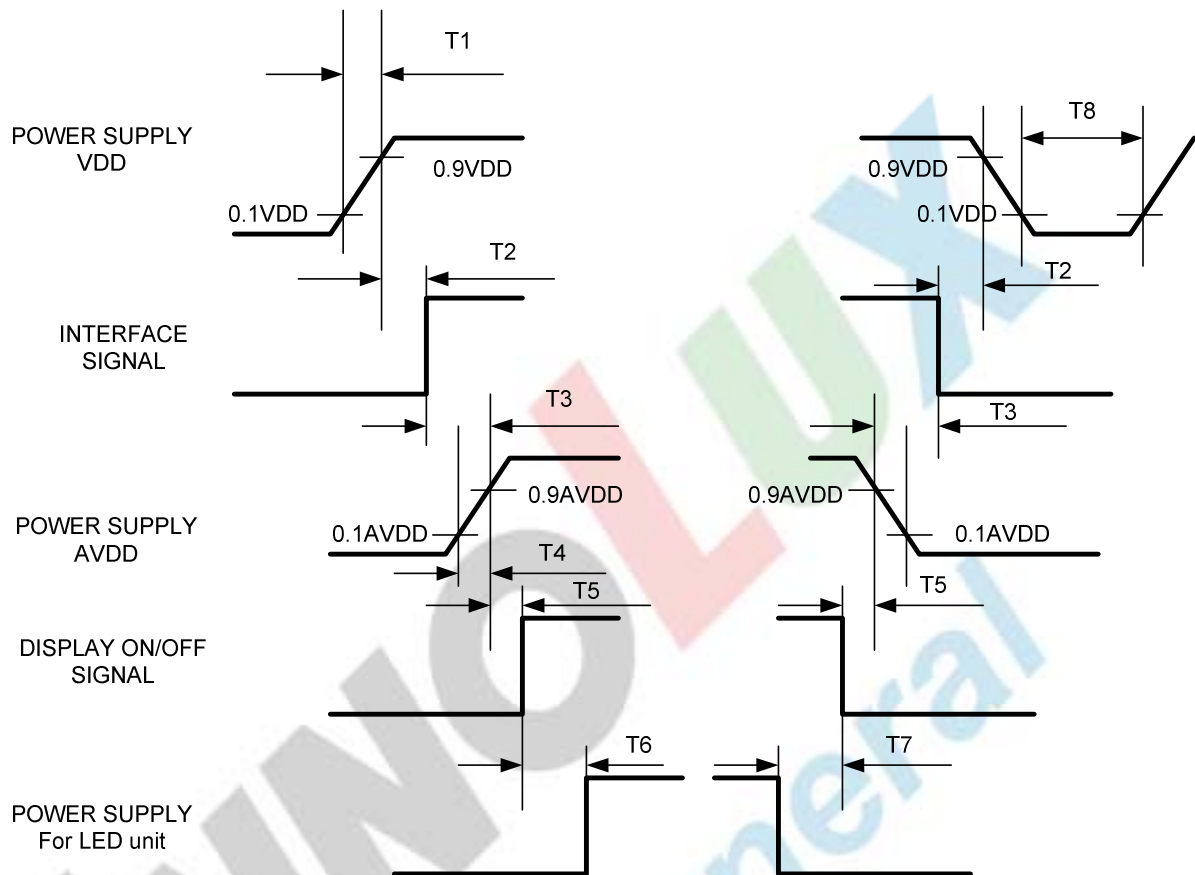 T1
POWER SUPPLY
VDD
T8
0.9VDD
0.9VDD
0.1VDD
0.1VDD
T2
T2
INTERFACE
SIGNAL
T3
T3
0.9AVDD
0.9AVDD
POWER SUPPLY
AVDD
0.1AVDD
0.1AVDD
T4
T5
T5
DISPLAY ON/OFF
SIGNAL
T6
T7
POWER SUPPLY
For LED unit
INNOLUX
neral